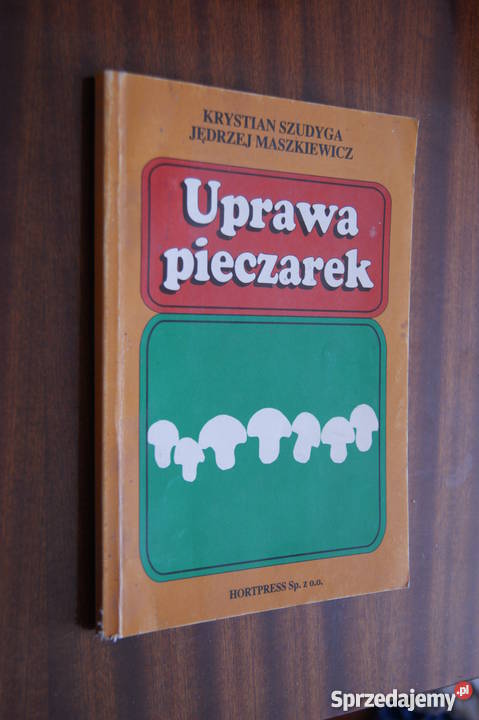 KRYSTIAN SZUDYGA
JĘDRZEJ MASZKIEWICZ
Uprawa
pieczarek
HORTPRESS Sp. z o.o.
Sprzedajemy.pl